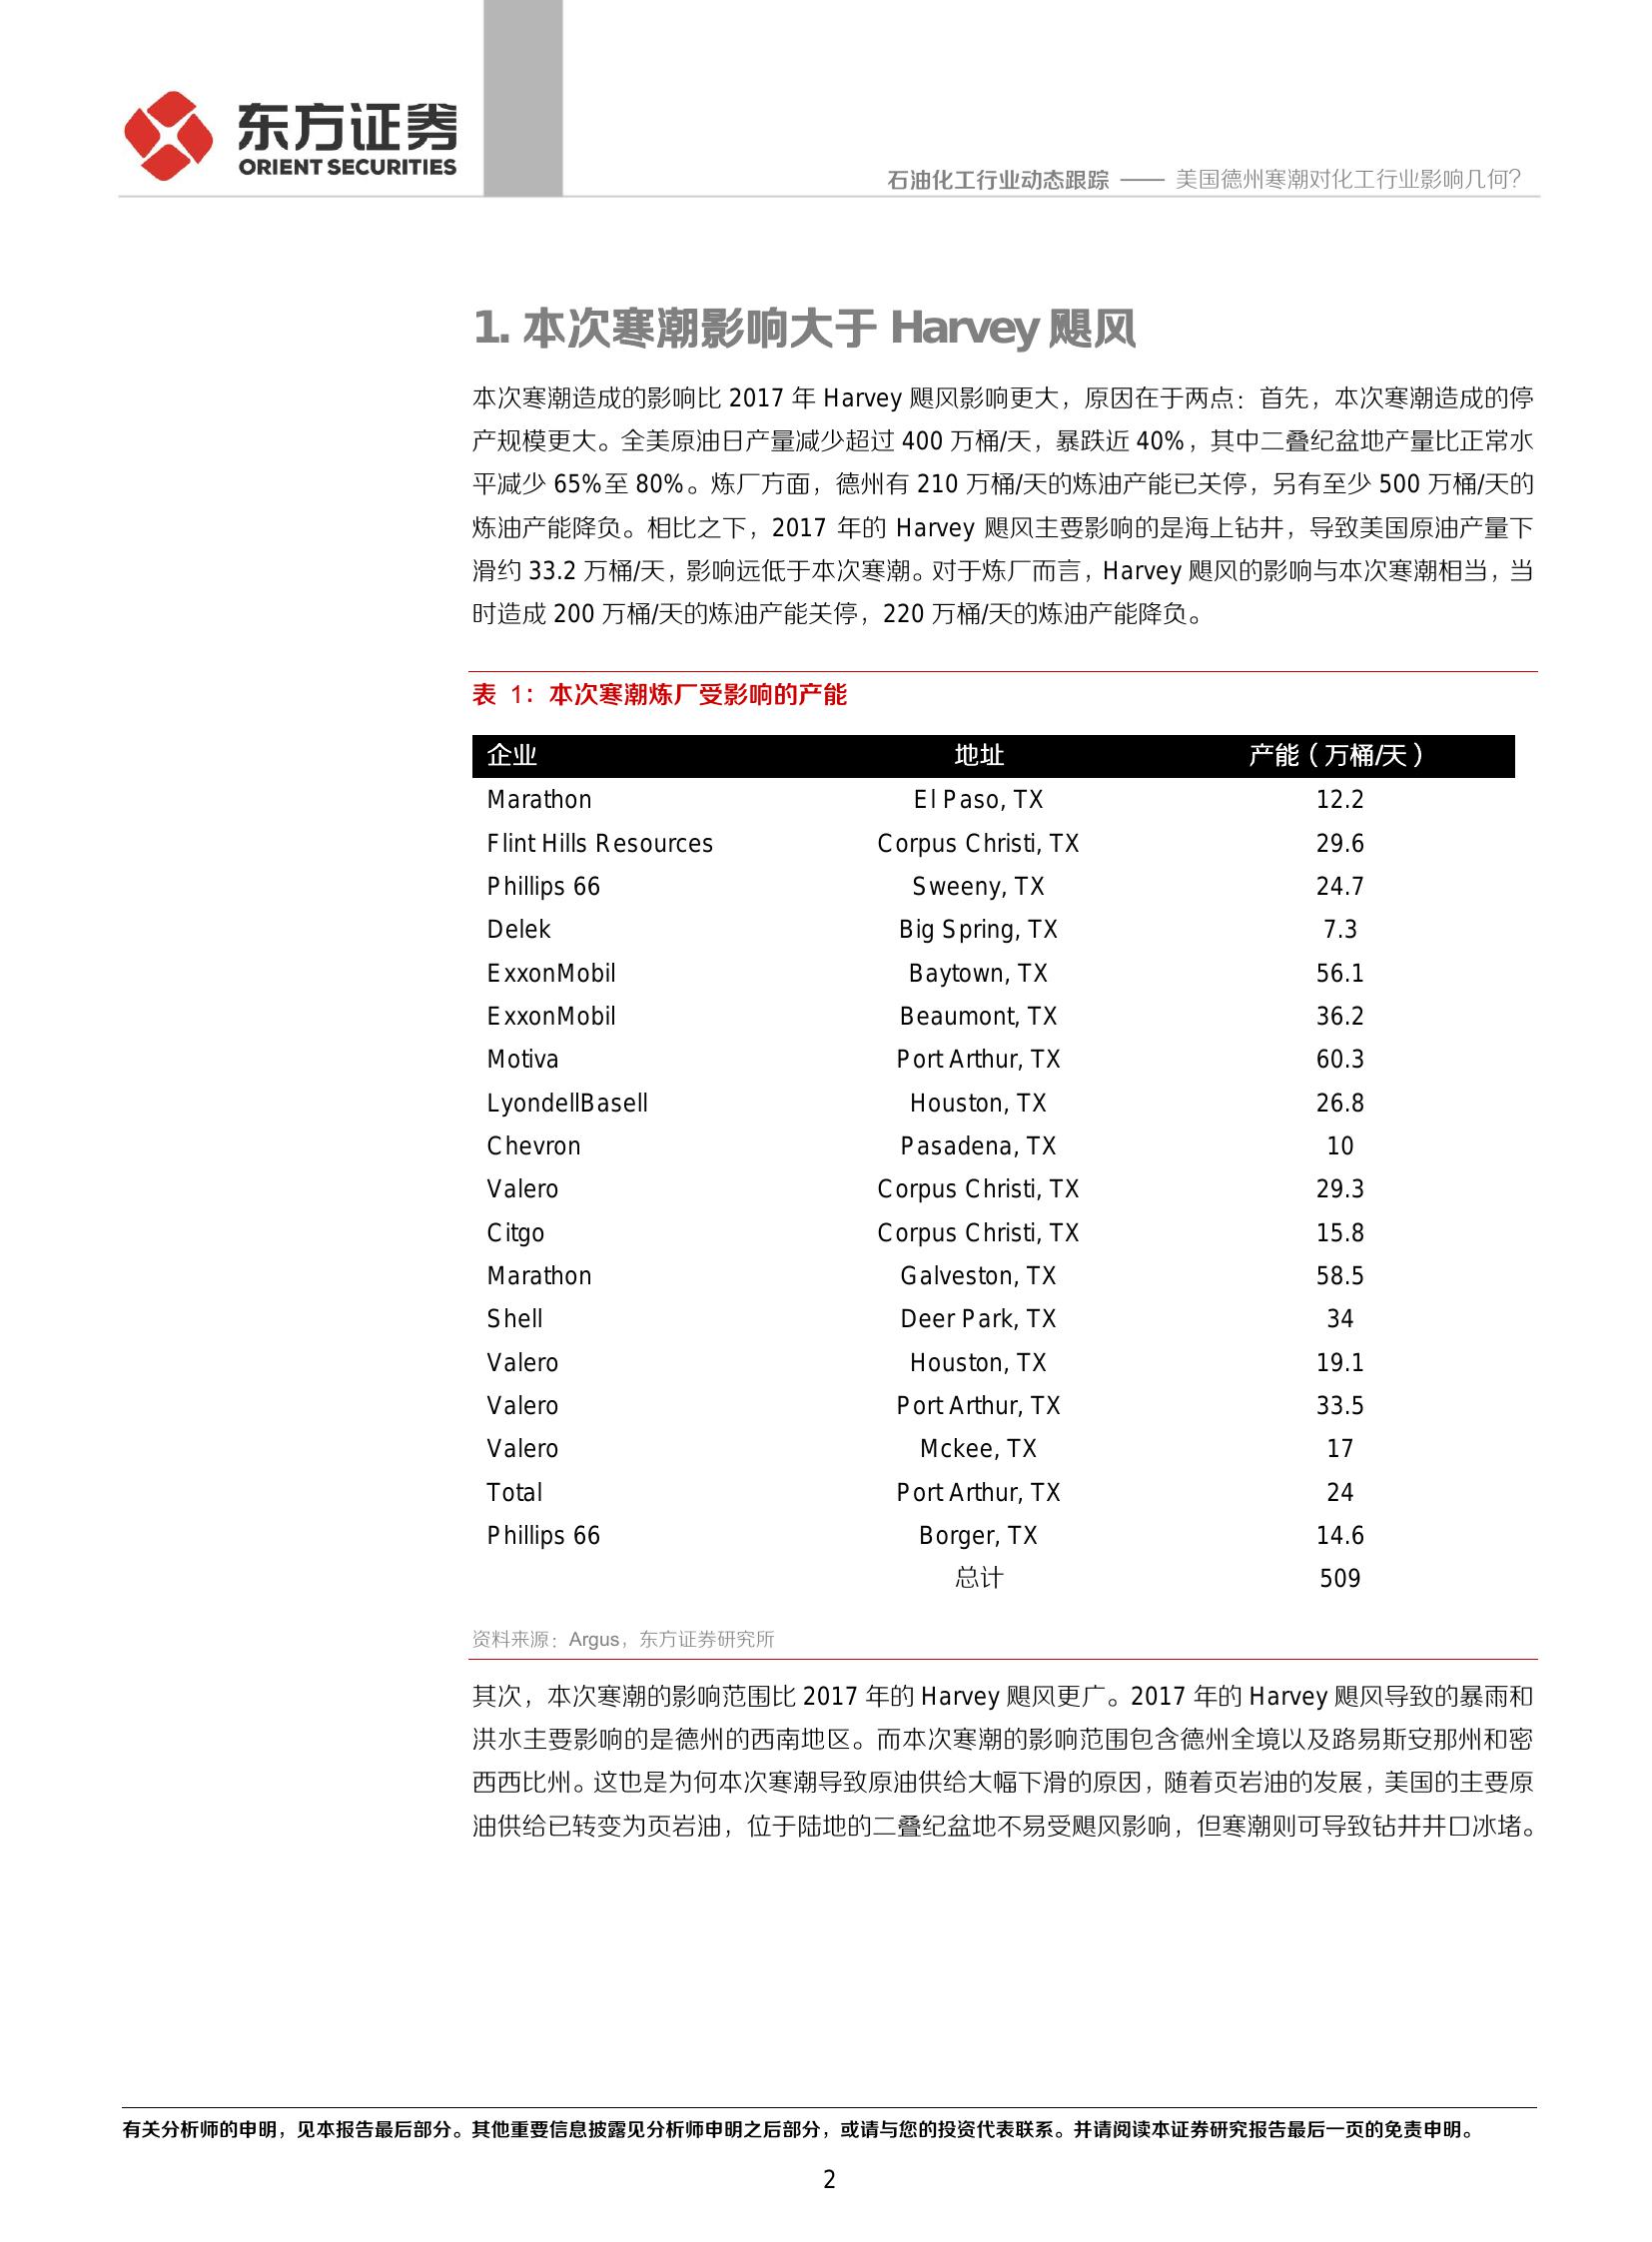 东方证券
ORIENT SECURITIES
石油化工行业动态跟踪 —— 美国德州寒潮对化工行业影响几何？
1. 本次寒潮影响大于 Harvey 飓风
本次寒潮造成的影响比 2017 年 Harvey 飓风影响更大，原因在于两点：首先，本次寒潮造成的停
产规模更大。全美原油日产量减少超过 400 万桶/天，暴跌近 40%，其中二叠纪盆地产量比正常水
平减少 65%至 80%。炼厂方面，德州有 210 万桶/天的炼油产能已关停，另有至少 500 万桶/天的
炼油产能降负。相比之下，2017 年的 Harvey 飓风主要影响的是海上钻井，导致美国原油产量下
滑约 33.2 万桶/天，影响远低于本次寒潮。对于炼厂而言，Harvey 飓风的影响与本次寒潮相当，当
时造成 200 万桶/天的炼油产能关停，220 万桶/天的炼油产能降负。
表 1：本次寒潮炼厂受影响的产能
企业 地址 产能（万桶/天）
Marathon El Paso, TX 12.2
Flint Hills Resources Corpus Christi, TX 29.6
Phillips 66 Sweeny, TX 24.7
Delek Big Spring, TX 7.3
ExxonMobil Baytown, TX 56.1
ExxonMobil Beaumont, TX 36.2
Motiva Port Arthur, TX 60.3
LyondellBasell Houston, TX 26.8
Chevron Pasadena, TX 10
Valero Corpus Christi, TX 29.3
Citgo Corpus Christi, TX 15.8
Marathon Galveston, TX 58.5
Shell Deer Park, TX 34
Valero Houston, TX 19.1
Valero Port Arthur, TX 33.5
Valero Mckee, TX 17
Total Port Arthur, TX 24
Phillips 66 Borger, TX 14.6
总计 509
资料来源：Argus，东方证券研究所
其次，本次寒潮的影响范围比 2017 年的 Harvey 飓风更广。2017 年的 Harvey 飓风导致的暴雨和
洪水主要影响的是德州的西南地区。而本次寒潮的影响范围包含德州全境以及路易斯安那州和密
西西比州。这也是为何本次寒潮导致原油供给大幅下滑的原因，随着页岩油的发展，美国的主要原
油供给已转变为页岩油，位于陆地的二叠纪盆地不易受飓风影响，但寒潮则可导致钻井井口冰堵。
有关分析师的申明，见本报告最后部分。其他重要信息披露见分析师申明之后部分，或请与您的投资代表联系。并请阅读本证券研究报告最后一页的免责申明。
2